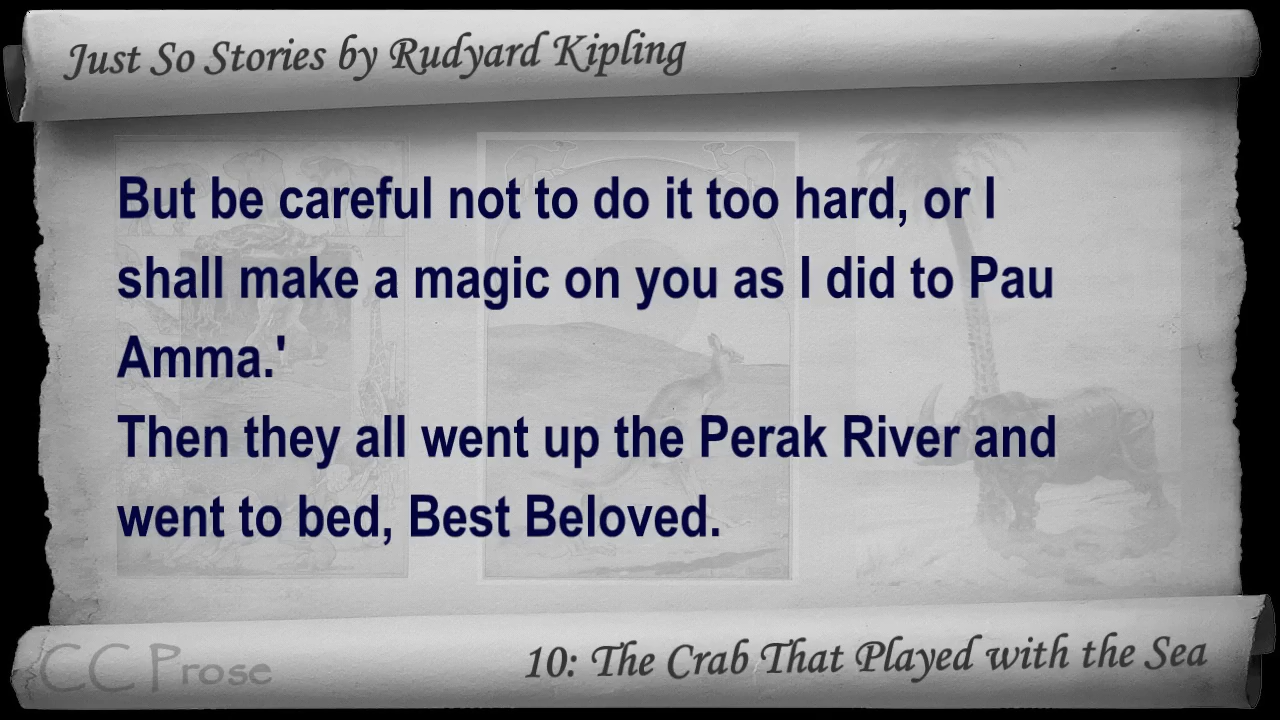 Just So Stories by Rudyard Kipling
But be careful not to do it too hard, or I
shall make a magic on you as I did to Pau
Amma.'
Then they all went up the Perak River and
went to bed, Best Beloved.
CC Prose
10: The Crab That Played with the Sea